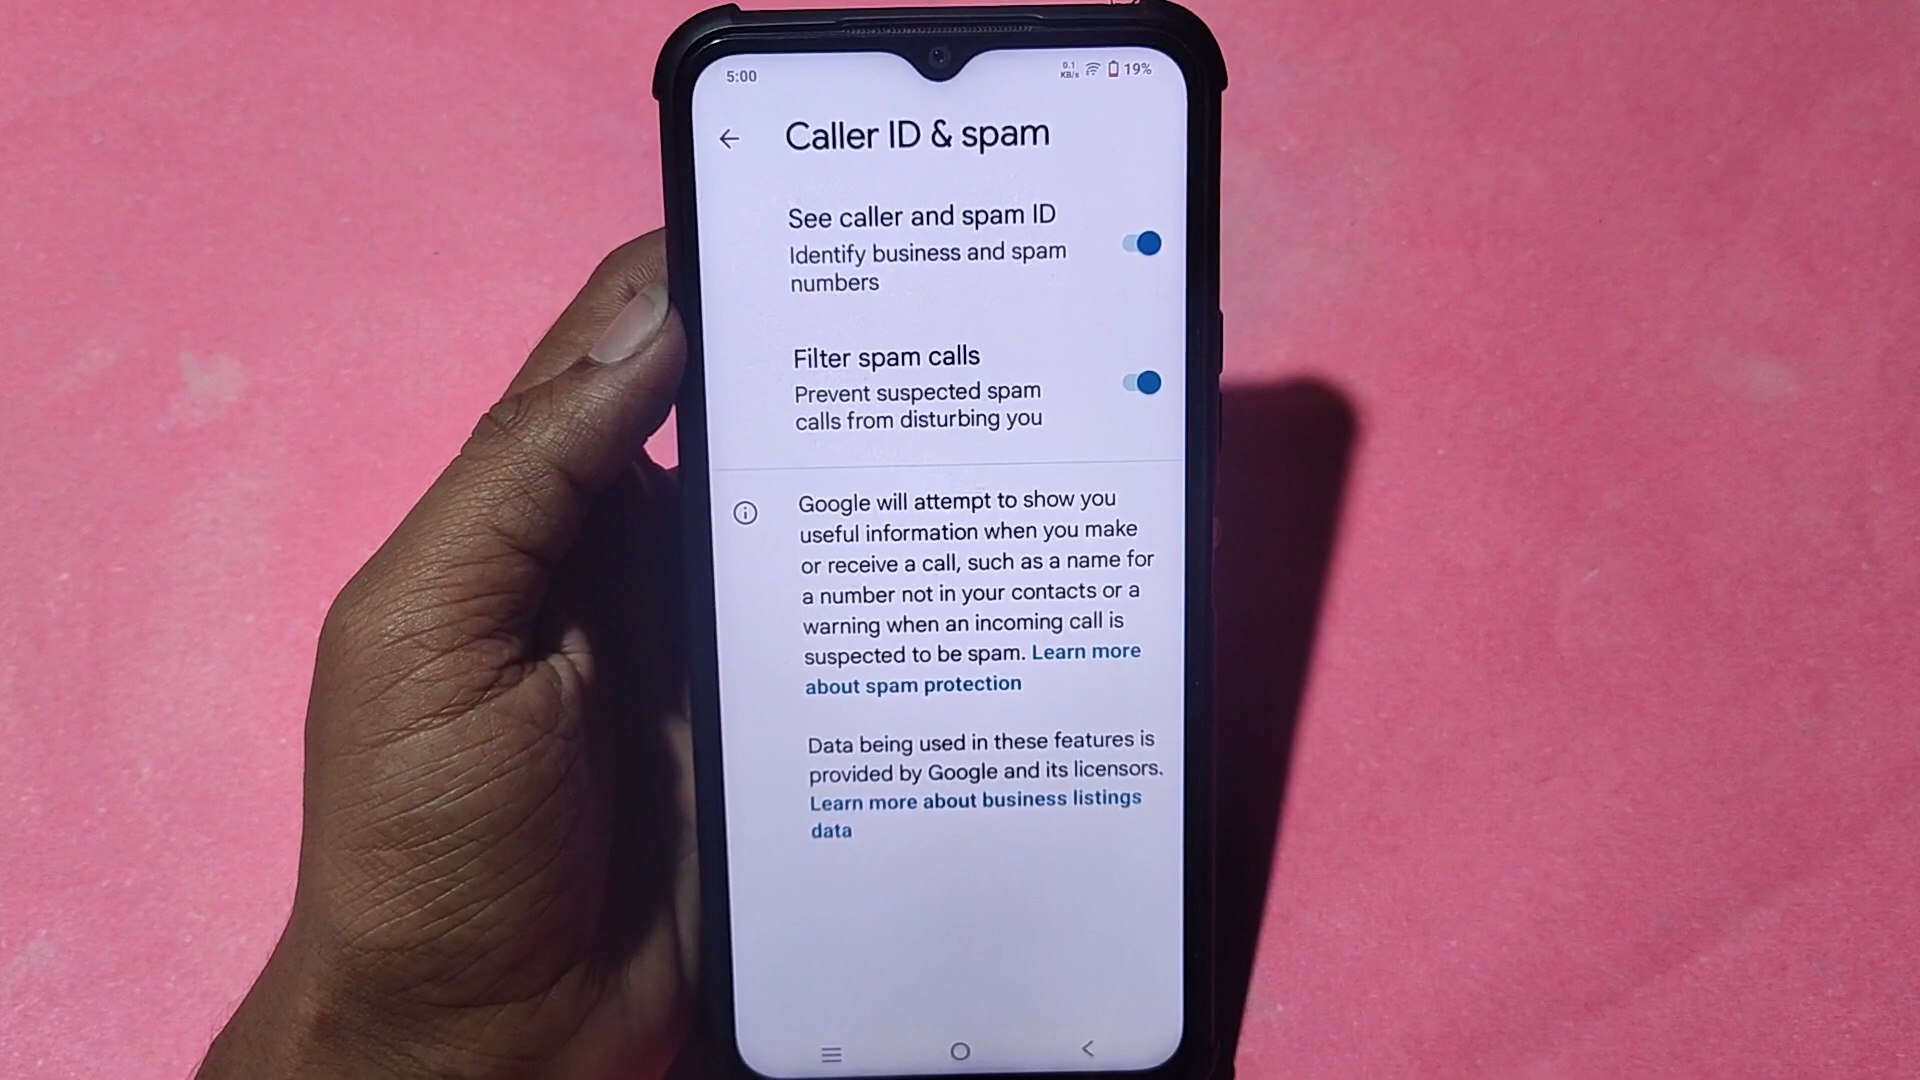 5:00
0.1
KB/s
19%
Caller ID & spam
See caller and spam ID
Identify business and spam
numbers
Filter spam calls
Prevent suspected spam
calls from disturbing you
Google will attempt to show you
useful information when you make
or receive a call, such as a name for
a number not in your contacts or a
warning when an incoming call is
suspected to be spam. Learn more
about spam protection
Data being used in these features is
provided by Google and its licensors.
Learn more about business listings
data